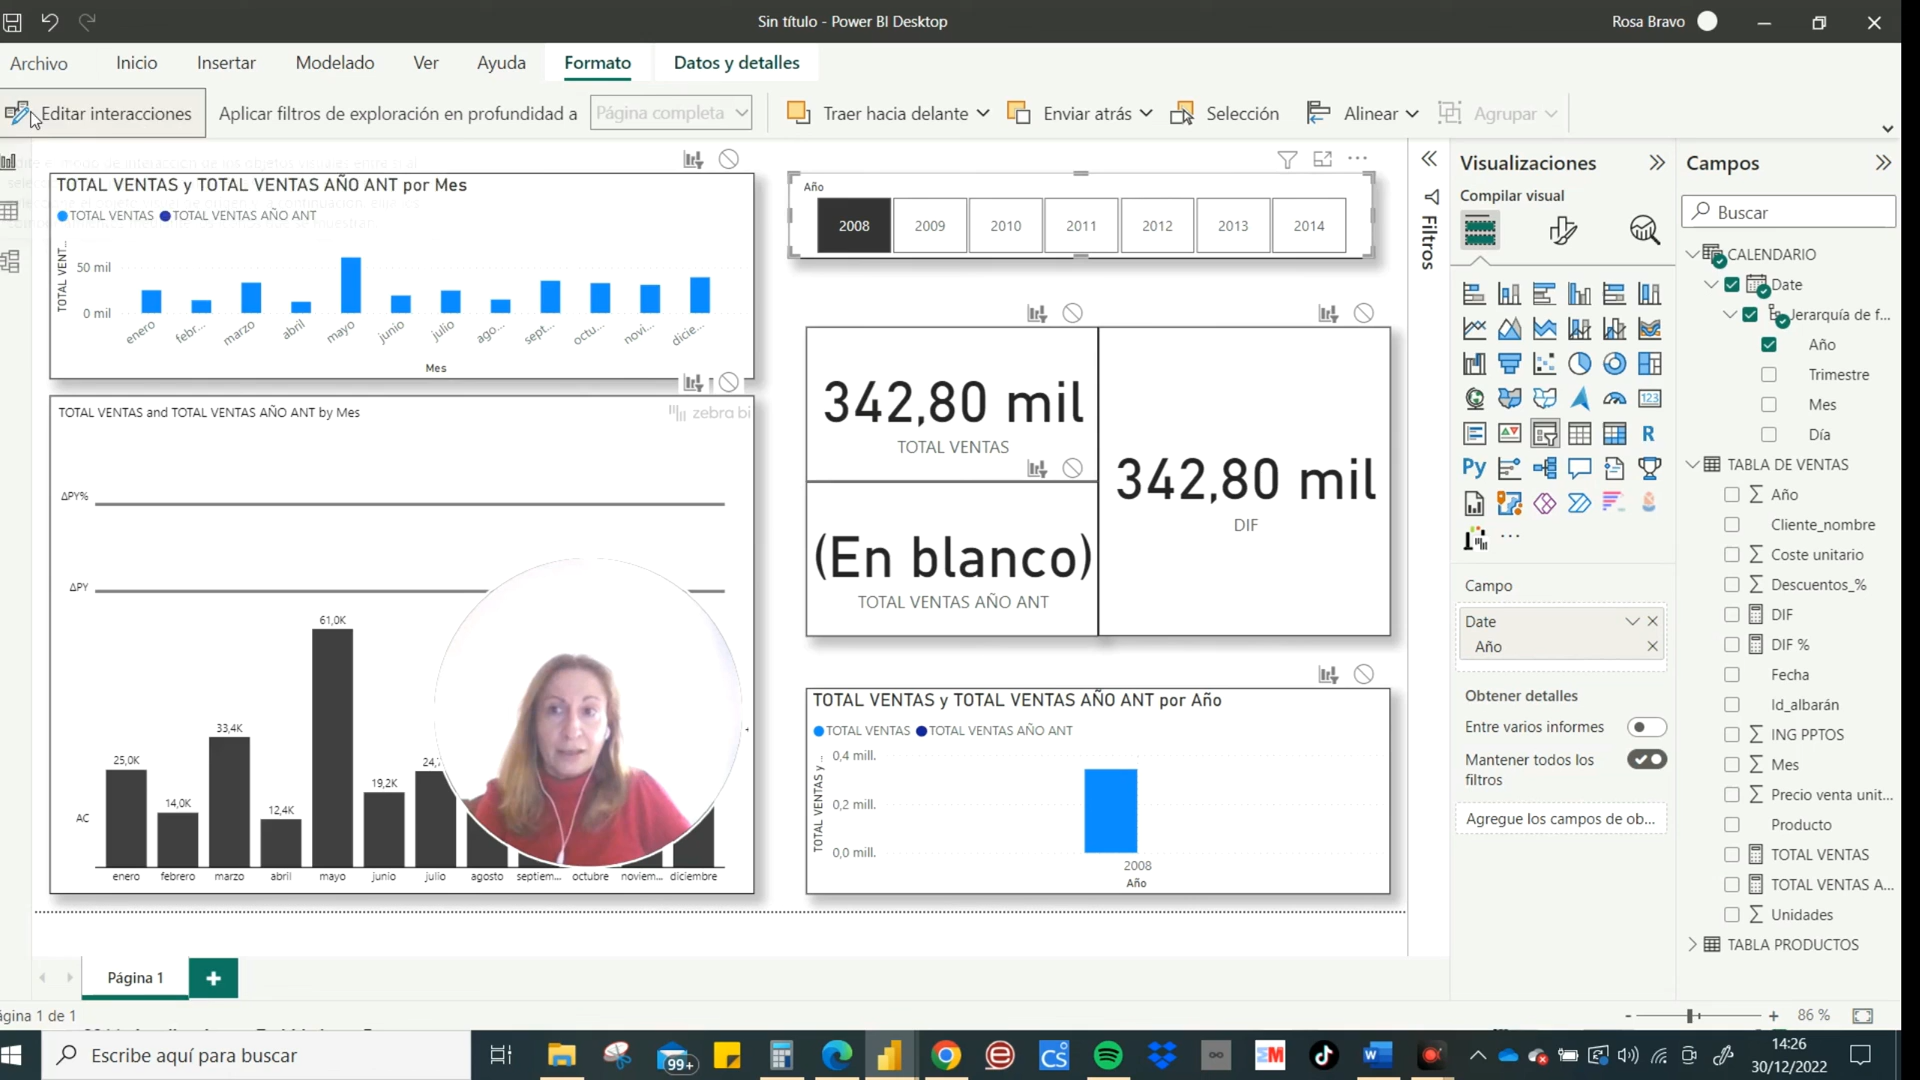 Sin título - Power BI Desktop
Rosa Bravo
Archivo
Inicio
Insertar
Modelado
Ver
Ayuda
Formato
Datos y detalles
Editar interacciones
Aplicar filtros de exploración en profundidad a
Página completa
Traer hacia delante
Enviar atrás
Selección
Alinear
Agrupar
TOTAL VENTAS y TOTAL VENTAS AÑO ANT por Mes
TOTAL VENTAS
TOTAL VENTAS AÑO ANT
TOTAL VENT...
50 mil
0 mil
enero
febr...
marzo
abril
mayo
junio
julio
ago...
sept...
octu...
novi...
dicie...
Mes
TOTAL VENTAS and TOTAL VENTAS AÑO ANT by Mes
zebra bi
ΔPY%
ΔPY
AC
25,0K
14,0K
33,4K
12,4K
61,0K
19,2K
enero
febrero
marzo
abril
mayo
junio
julio
agosto
septiem...
octubre
noviem...
diciembre
Año
2008
2009
2010
2011
2012
2013
2014
342,80 mil
TOTAL VENTAS
(En blanco)
TOTAL VENTAS AÑO ANT
342,80 mil
DIF
TOTAL VENTAS y TOTAL VENTAS AÑO ANT por Año
TOTAL VENTAS
TOTAL VENTAS AÑO ANT
TOTAL VENTAS y ...
0,4 mill.
0,2 mill.
0,0 mill.
2008
Año
Filtros
Visualizaciones
Compilar visual
123
R
Py
Campo
Date
Año
Obtener detalles
Entre varios informes
Mantener todos los
filtros
Agregue los campos de ob...
Campos
Buscar
CALENDARIO
Date
Jerarquía de f...
Año
Trimestre
Mes
Día
TABLA DE VENTAS
Año
Cliente_nombre
Coste unitario
Descuentos_%
DIF
DIF %
Fecha
Id_albarán
ING PPTOS
Mes
Precio venta unit...
Producto
TOTAL VENTAS
TOTAL VENTAS A...
Unidades
TABLA PRODUCTOS
Página 1
ágina 1 de 1
86 %
Escribe aquí para buscar
99+
14:26
30/12/2022